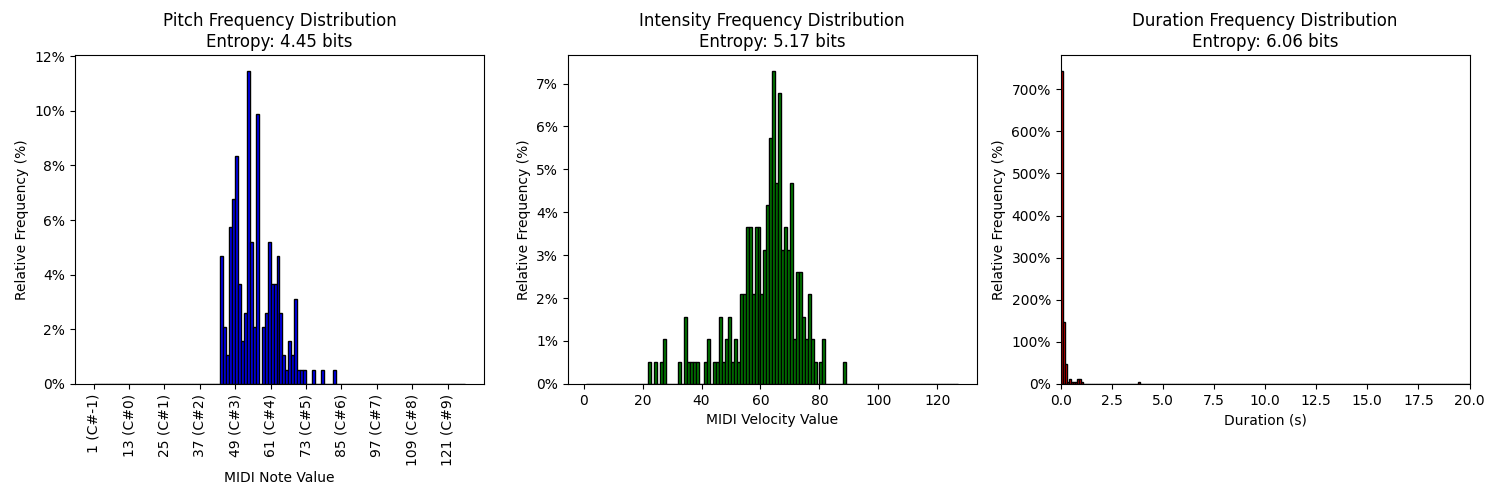 Pitch Frequency Distribution
Entropy: 4.45 bits
12%
10%
8%
6%
4%
2%
0%
Relative Frequency (%)
1 (C#-1)
13 (C#0)
25 (C#1)
37 (C#2)
49 (C#3)
61 (C#4)
73 (C#5)
85 (C#6)
97 (C#7)
109 (C#8)
121 (C#9)
MIDI Note Value
Intensity Frequency Distribution
Entropy: 5.17 bits
7%
6%
5%
4%
3%
2%
1%
0%
Relative Frequency (%)
0
20
40
60
80
100
120
MIDI Velocity Value
Duration Frequency Distribution
Entropy: 6.06 bits
700%
600%
500%
400%
300%
200%
100%
0%
Relative Frequency (%)
0.0
2.5
5.0
7.5
10.0
12.5
15.0
17.5
20.0
Duration (s)